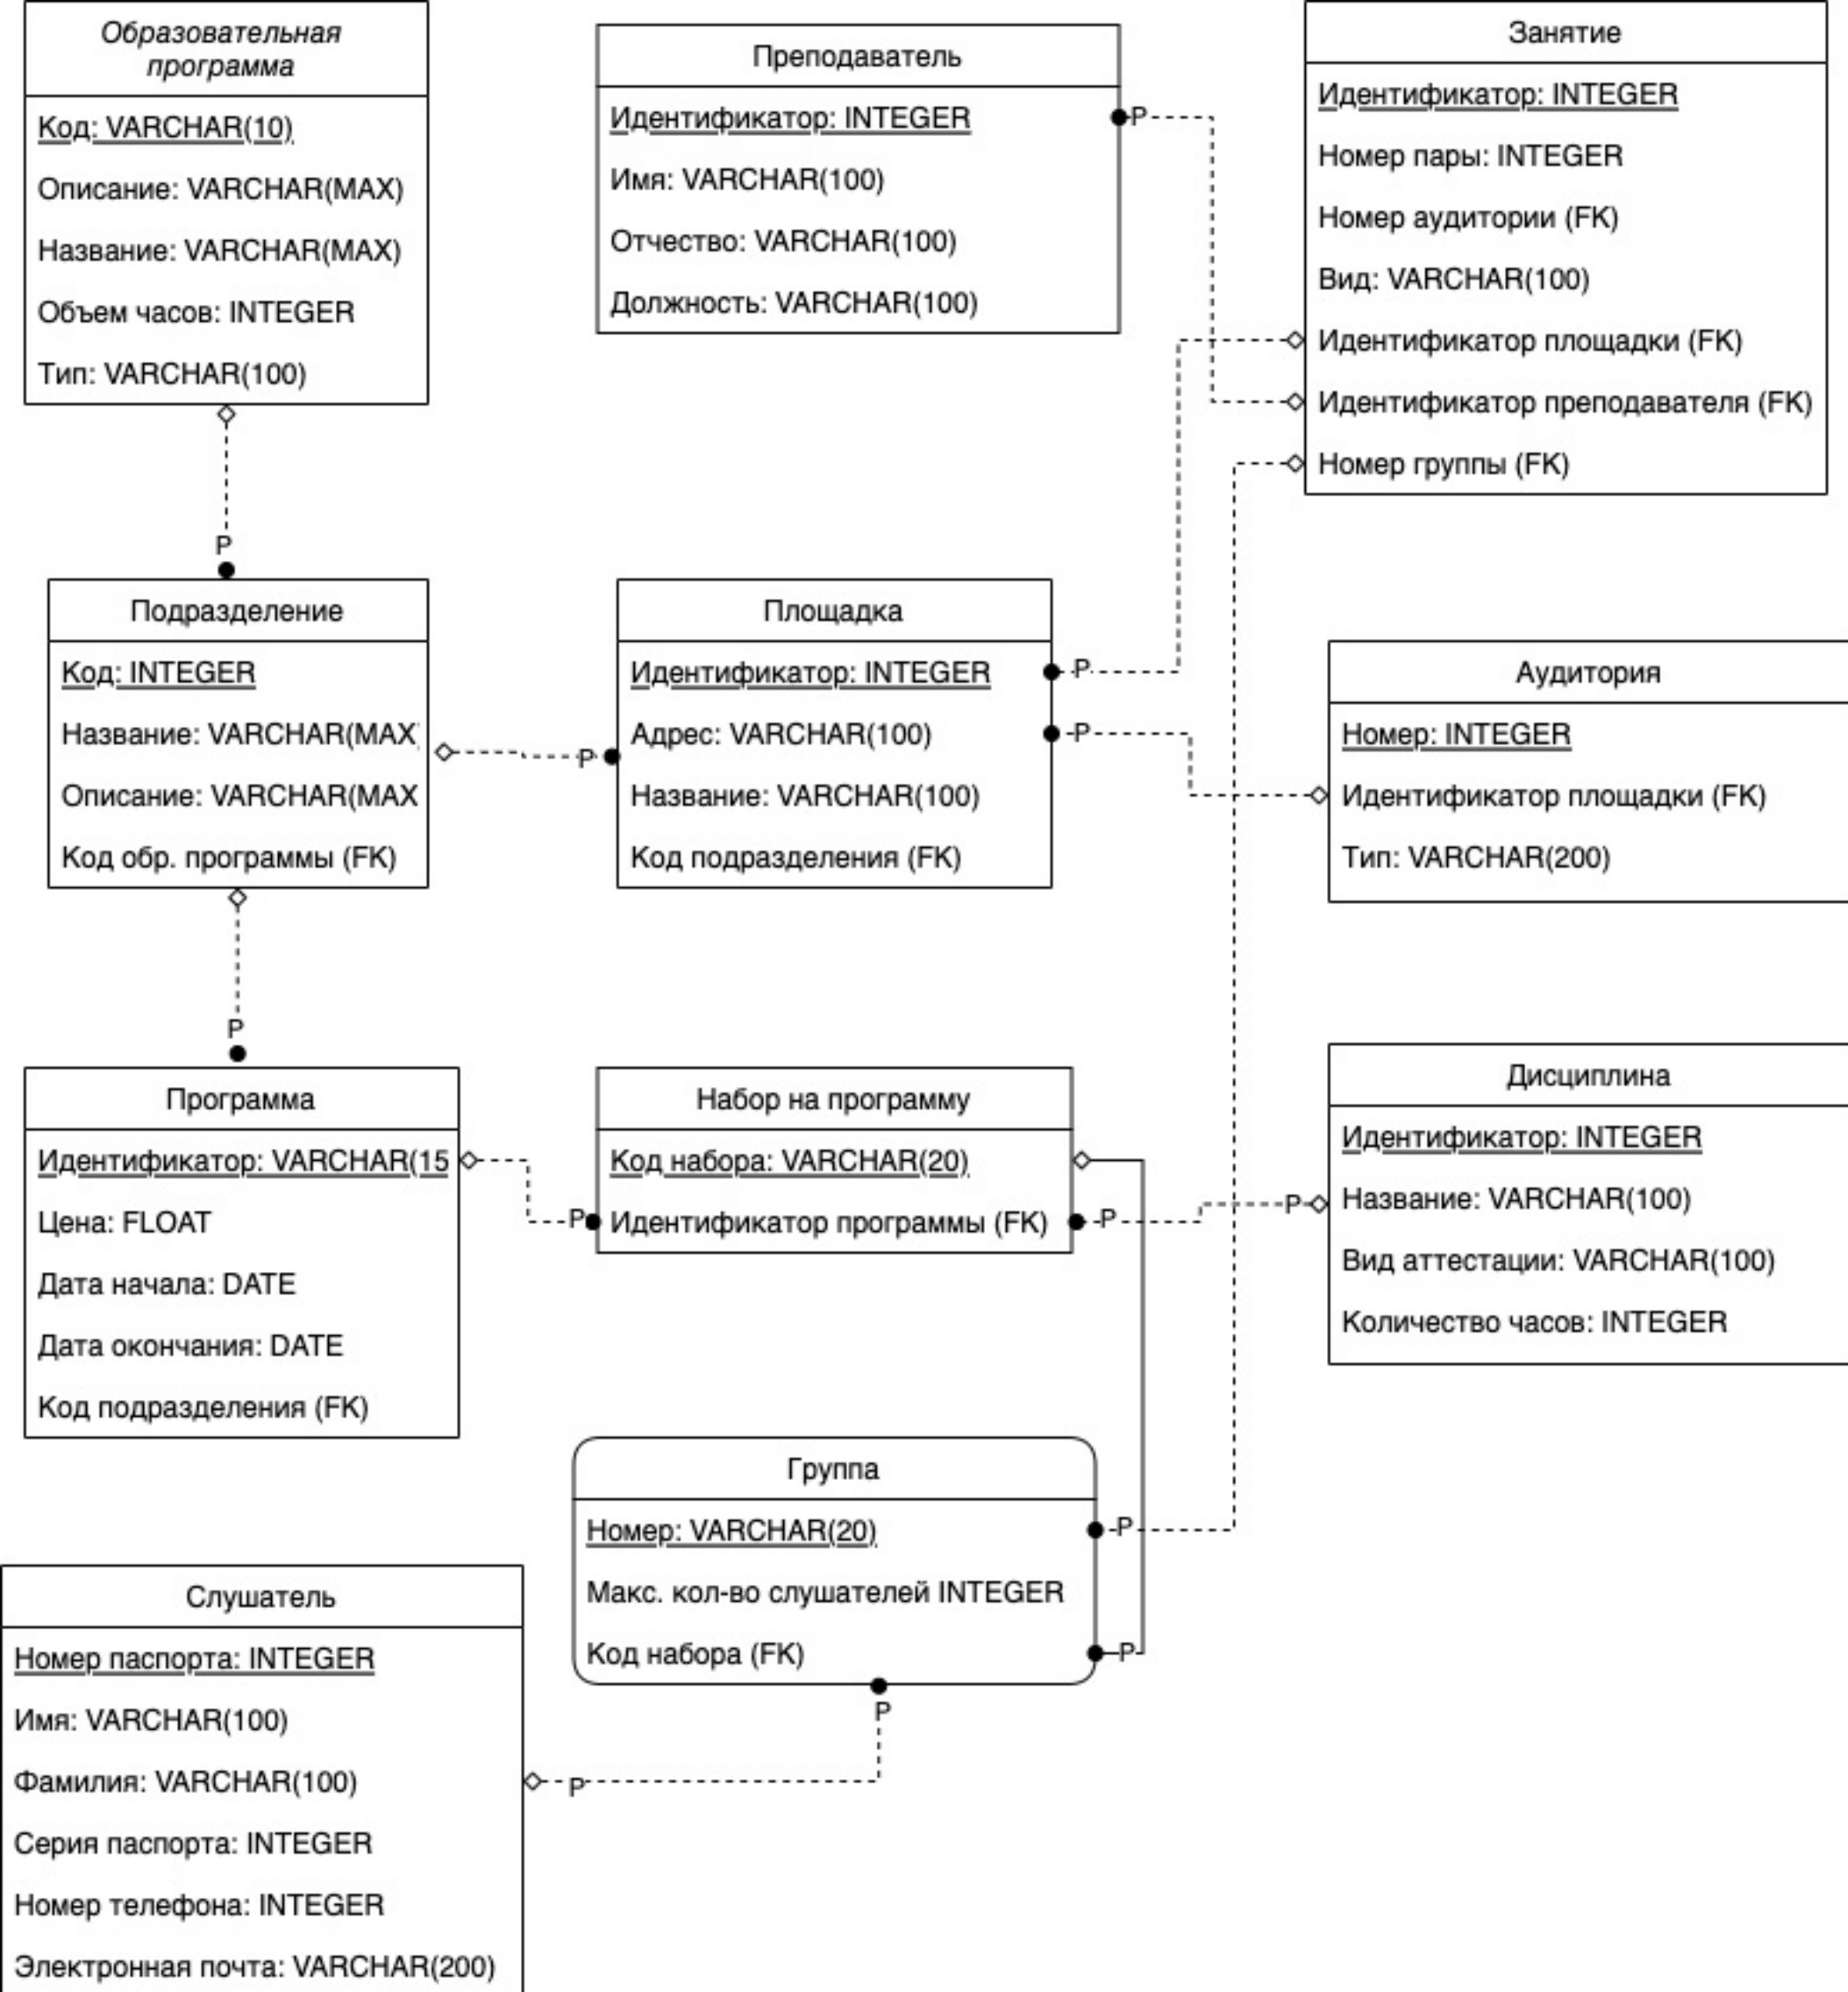 Образовательная
программа
Код: VARCHAR(10)
Описание: VARCHAR(MAX)
Название: VARCHAR(MAX)
Объем часов: INTEGER
Тип: VARCHAR(100)
Преподаватель
Идентификатор: INTEGER
Имя: VARCHAR(100)
Отчество: VARCHAR(100)
Должность: VARCHAR(100)
P
Занятие
Идентификатор: INTEGER
Номер пары: INTEGER
Номер аудитории (FK)
Вид: VARCHAR(100)
Идентификатор площадки (FK)
Идентификатор преподавателя (FK)
Номер группы (FK)
P
Подразделение
Код: INTEGER
Название: VARCHAR(MAX)
Описание: VARCHAR(MAX
Код обр. программы (FK)
P
Площадка
Идентификатор: INTEGER
Адрес: VARCHAR(100)
Название: VARCHAR(100)
Код подразделения (FK)
P
P
Аудитория
Номер: INTEGER
Идентификатор площадки (FK)
Тип: VARCHAR(200)
P
Программа
Идентификатор: VARCHAR(15
Цена: FLOAT
Дата начала: DATE
Дата окончания: DATE
Код подразделения (FK)
P
Набор на программу
Код набора: VARCHAR(20)
Идентификатор программы (FK)
P
P
Дисциплина
Идентификатор: INTEGER
Название: VARCHAR(100)
Вид аттестации: VARCHAR(100)
Количество часов: INTEGER
Группа
Номер: VARCHAR(20)
Макс. кол-во слушателей INTEGER
Код набора (FK)
P
P
P
P
Слушатель
Номер паспорта: INTEGER
Имя: VARCHAR(100)
Фамилия: VARCHAR(100)
Серия паспорта: INTEGER
Номер телефона: INTEGER
Электронная почта: VARCHAR(200)